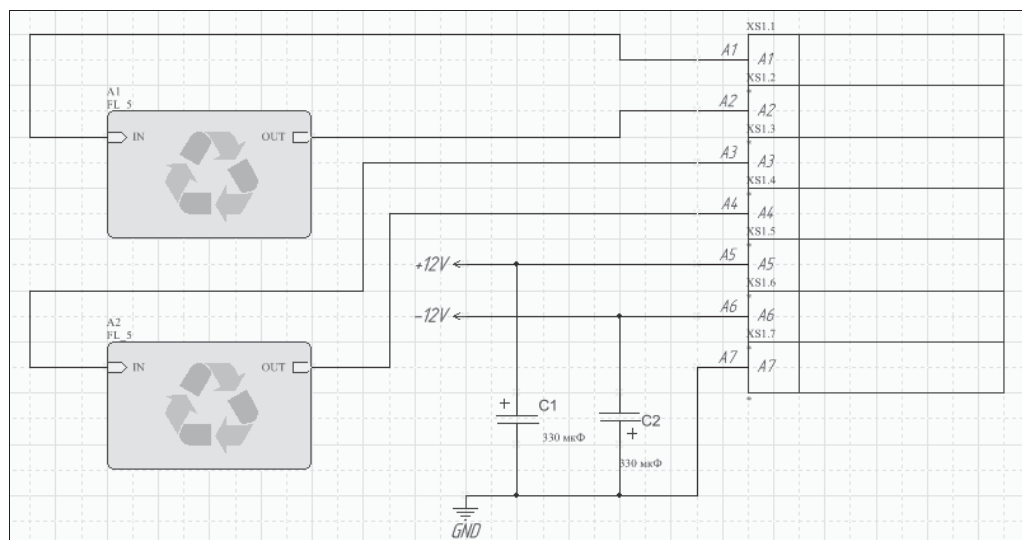 XS1.1
A1 A1
XS1.2
A1
FL_5
A2 A2
IN OUT
XS1.3
A3 A3
XS1.4
A4 A4
XS1.5
+12V A5 A5
XS1.6
-12V A6 A6
A2
FL_5
XS1.7
IN OUT
A7 A7
+ C1
C2
+
330 мкФ
330 мкФ
GND